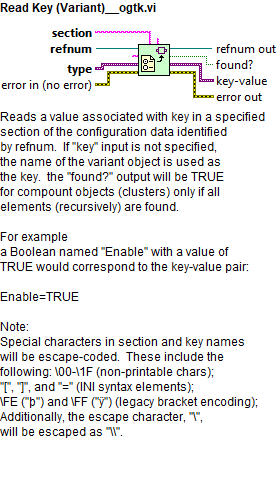 Read Key (Variant)__ogtk.vi
section
refnum
refnum out
found?
type
key-value
error in (no error)
error out
Reads a value associated with key in a specified
section of the configuration data identified
by refnum.  If "key" input is not specified,
the name of the variant object is used as
the key.  the "found?" output will be TRUE
for compount objects (clusters) only if all
elements (recursively) are found.
For example
a Boolean named "Enable" with a value of
TRUE would correspond to the key-value pair:
Enable=TRUE
Note:
Special characters in section and key names
will be escape-coded.  These include the
following: \00-\1F (non-printable chars);
"[", "]", and "=" (INI syntax elements);
\FE ("þ") and \FF ("ÿ") (legacy bracket encoding);
Additionally, the escape character, "\",
will be escaped as "\\".